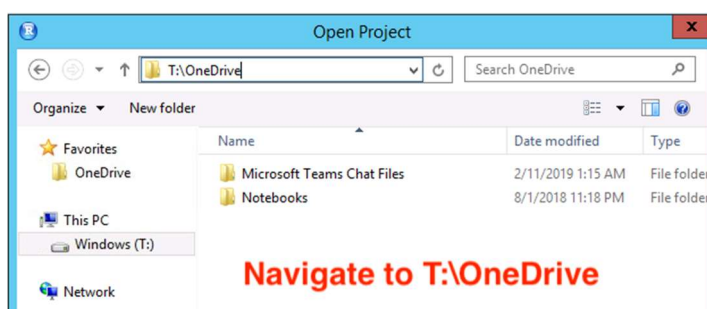 R
Open Project
x
T:\OneDrive
Search OneDrive
Organize
New folder
Name
Date modified
Type
Favorites
OneDrive
This PC
Windows (T:)
Network
Microsoft Teams Chat Files
2/11/2019 1:15 AM
File folder
Notebooks
8/1/2018 11:18 PM
File folder
Navigate to T:\OneDrive